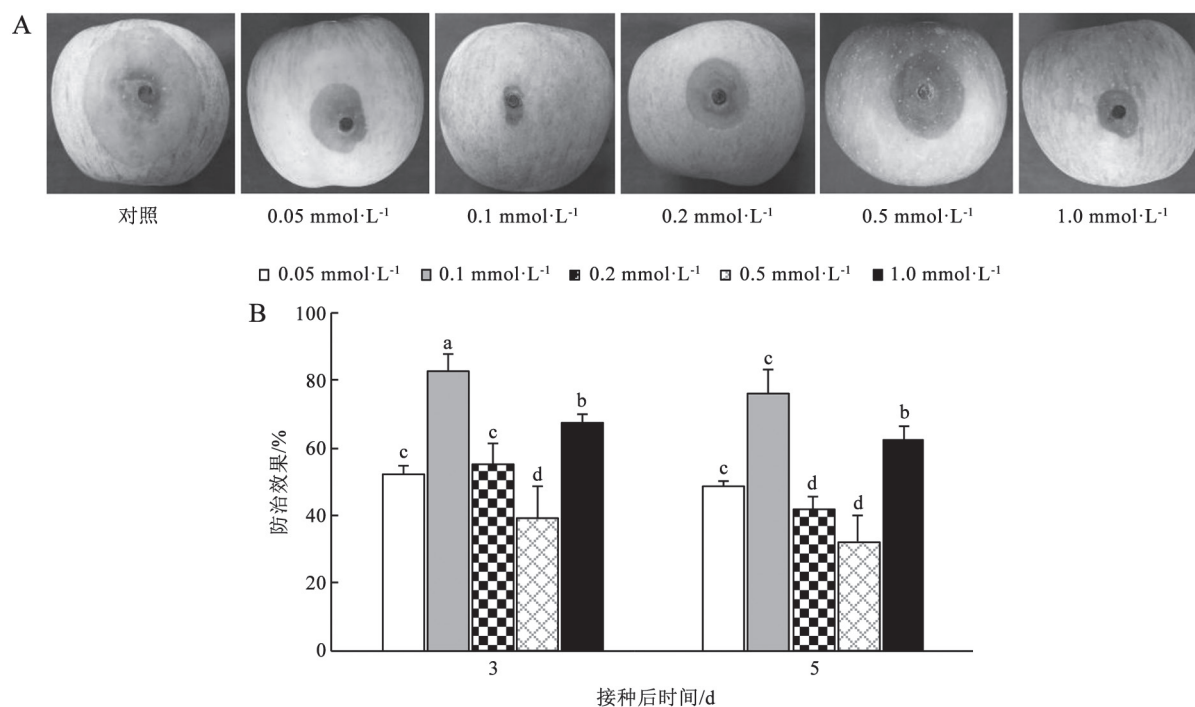 A
对照 0.05 mmol·L⁻¹ 0.1 mmol·L⁻¹ 0.2 mmol·L⁻¹ 0.5 mmol·L⁻¹ 1.0 mmol·L⁻¹
0.05 mmol·L⁻¹ 0.1 mmol·L⁻¹ 0.2 mmol·L⁻¹ 0.5 mmol·L⁻¹ 1.0 mmol·L⁻¹
B
防治效果/%
100
80
60
40
20
0
c a c d b
c c d d b
3 5
接种后时间/d